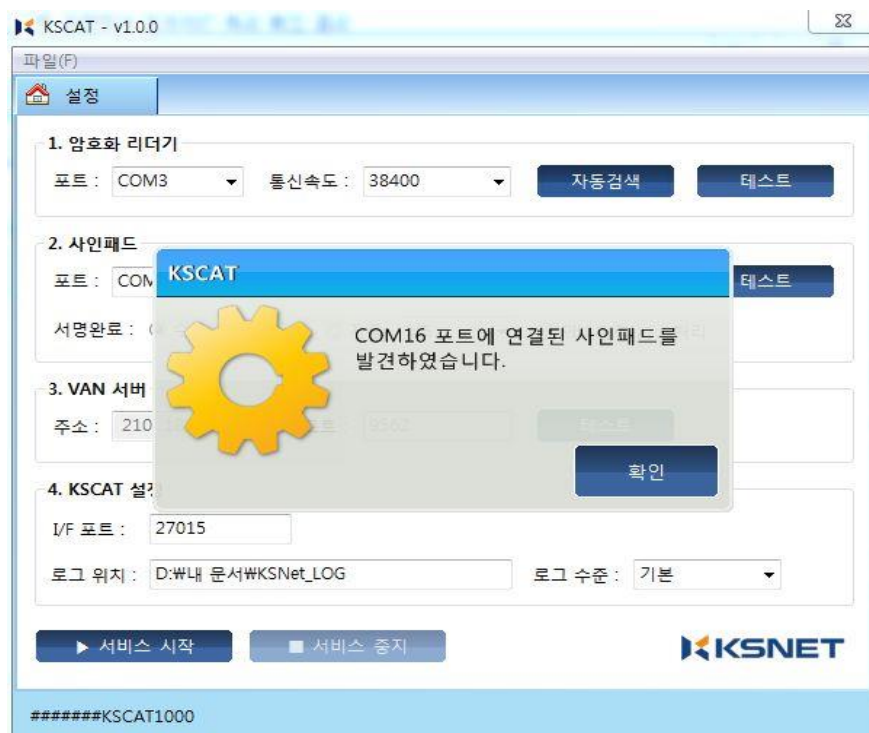 KSCAT - v1.0.0
파일(F)
설정
1. 암호화 리더기
포트 : COM3 통신속도 : 38400 자동검색 테스트
2. 사인패드
포트 : COM 테스트
서명완료 :
KSCAT
COM16 포트에 연결된 사인패드를
발견하였습니다.
확인
3. VAN 서버
주소 : 210 9562 테스트
4. KSCAT 설정
I/F 포트 : 27015
로그 위치 : D:₩내 문서₩KSNet_LOG 로그 수준 : 기본
▶ 서비스 시작 ■ 서비스 중지
KSNET
#######KSCAT1000